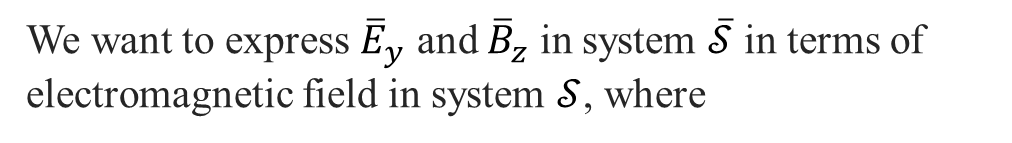 We want to express Ē_y and B̄_z in system 𝒮̄ in terms of
electromagnetic field in system 𝒮, where